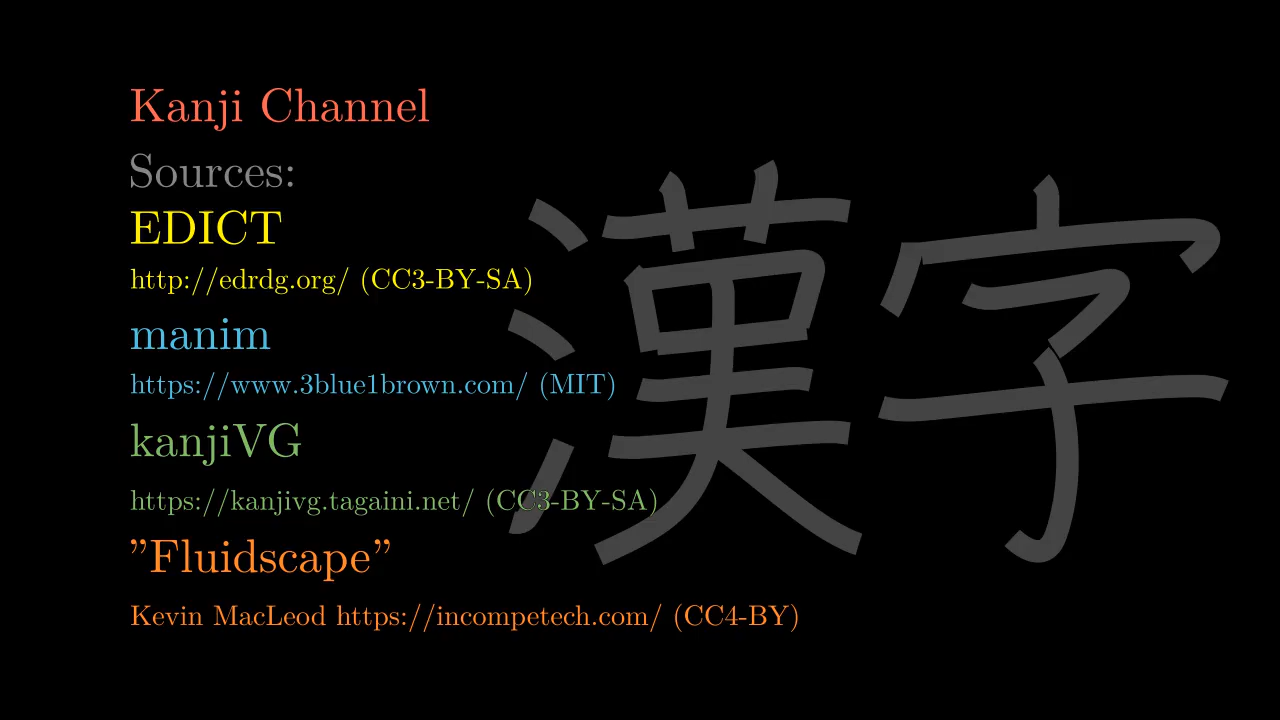 Kanji Channel
Sources:
EDICT
http://edrdg.org/ (CC3-BY-SA)
manim
https://www.3blue1brown.com/ (MIT)
kanjiVG
https://kanjivg.tagaini.net/ (CC3-BY-SA)
”Fluidscape”
Kevin MacLeod https://incompetech.com/ (CC4-BY)
漢字